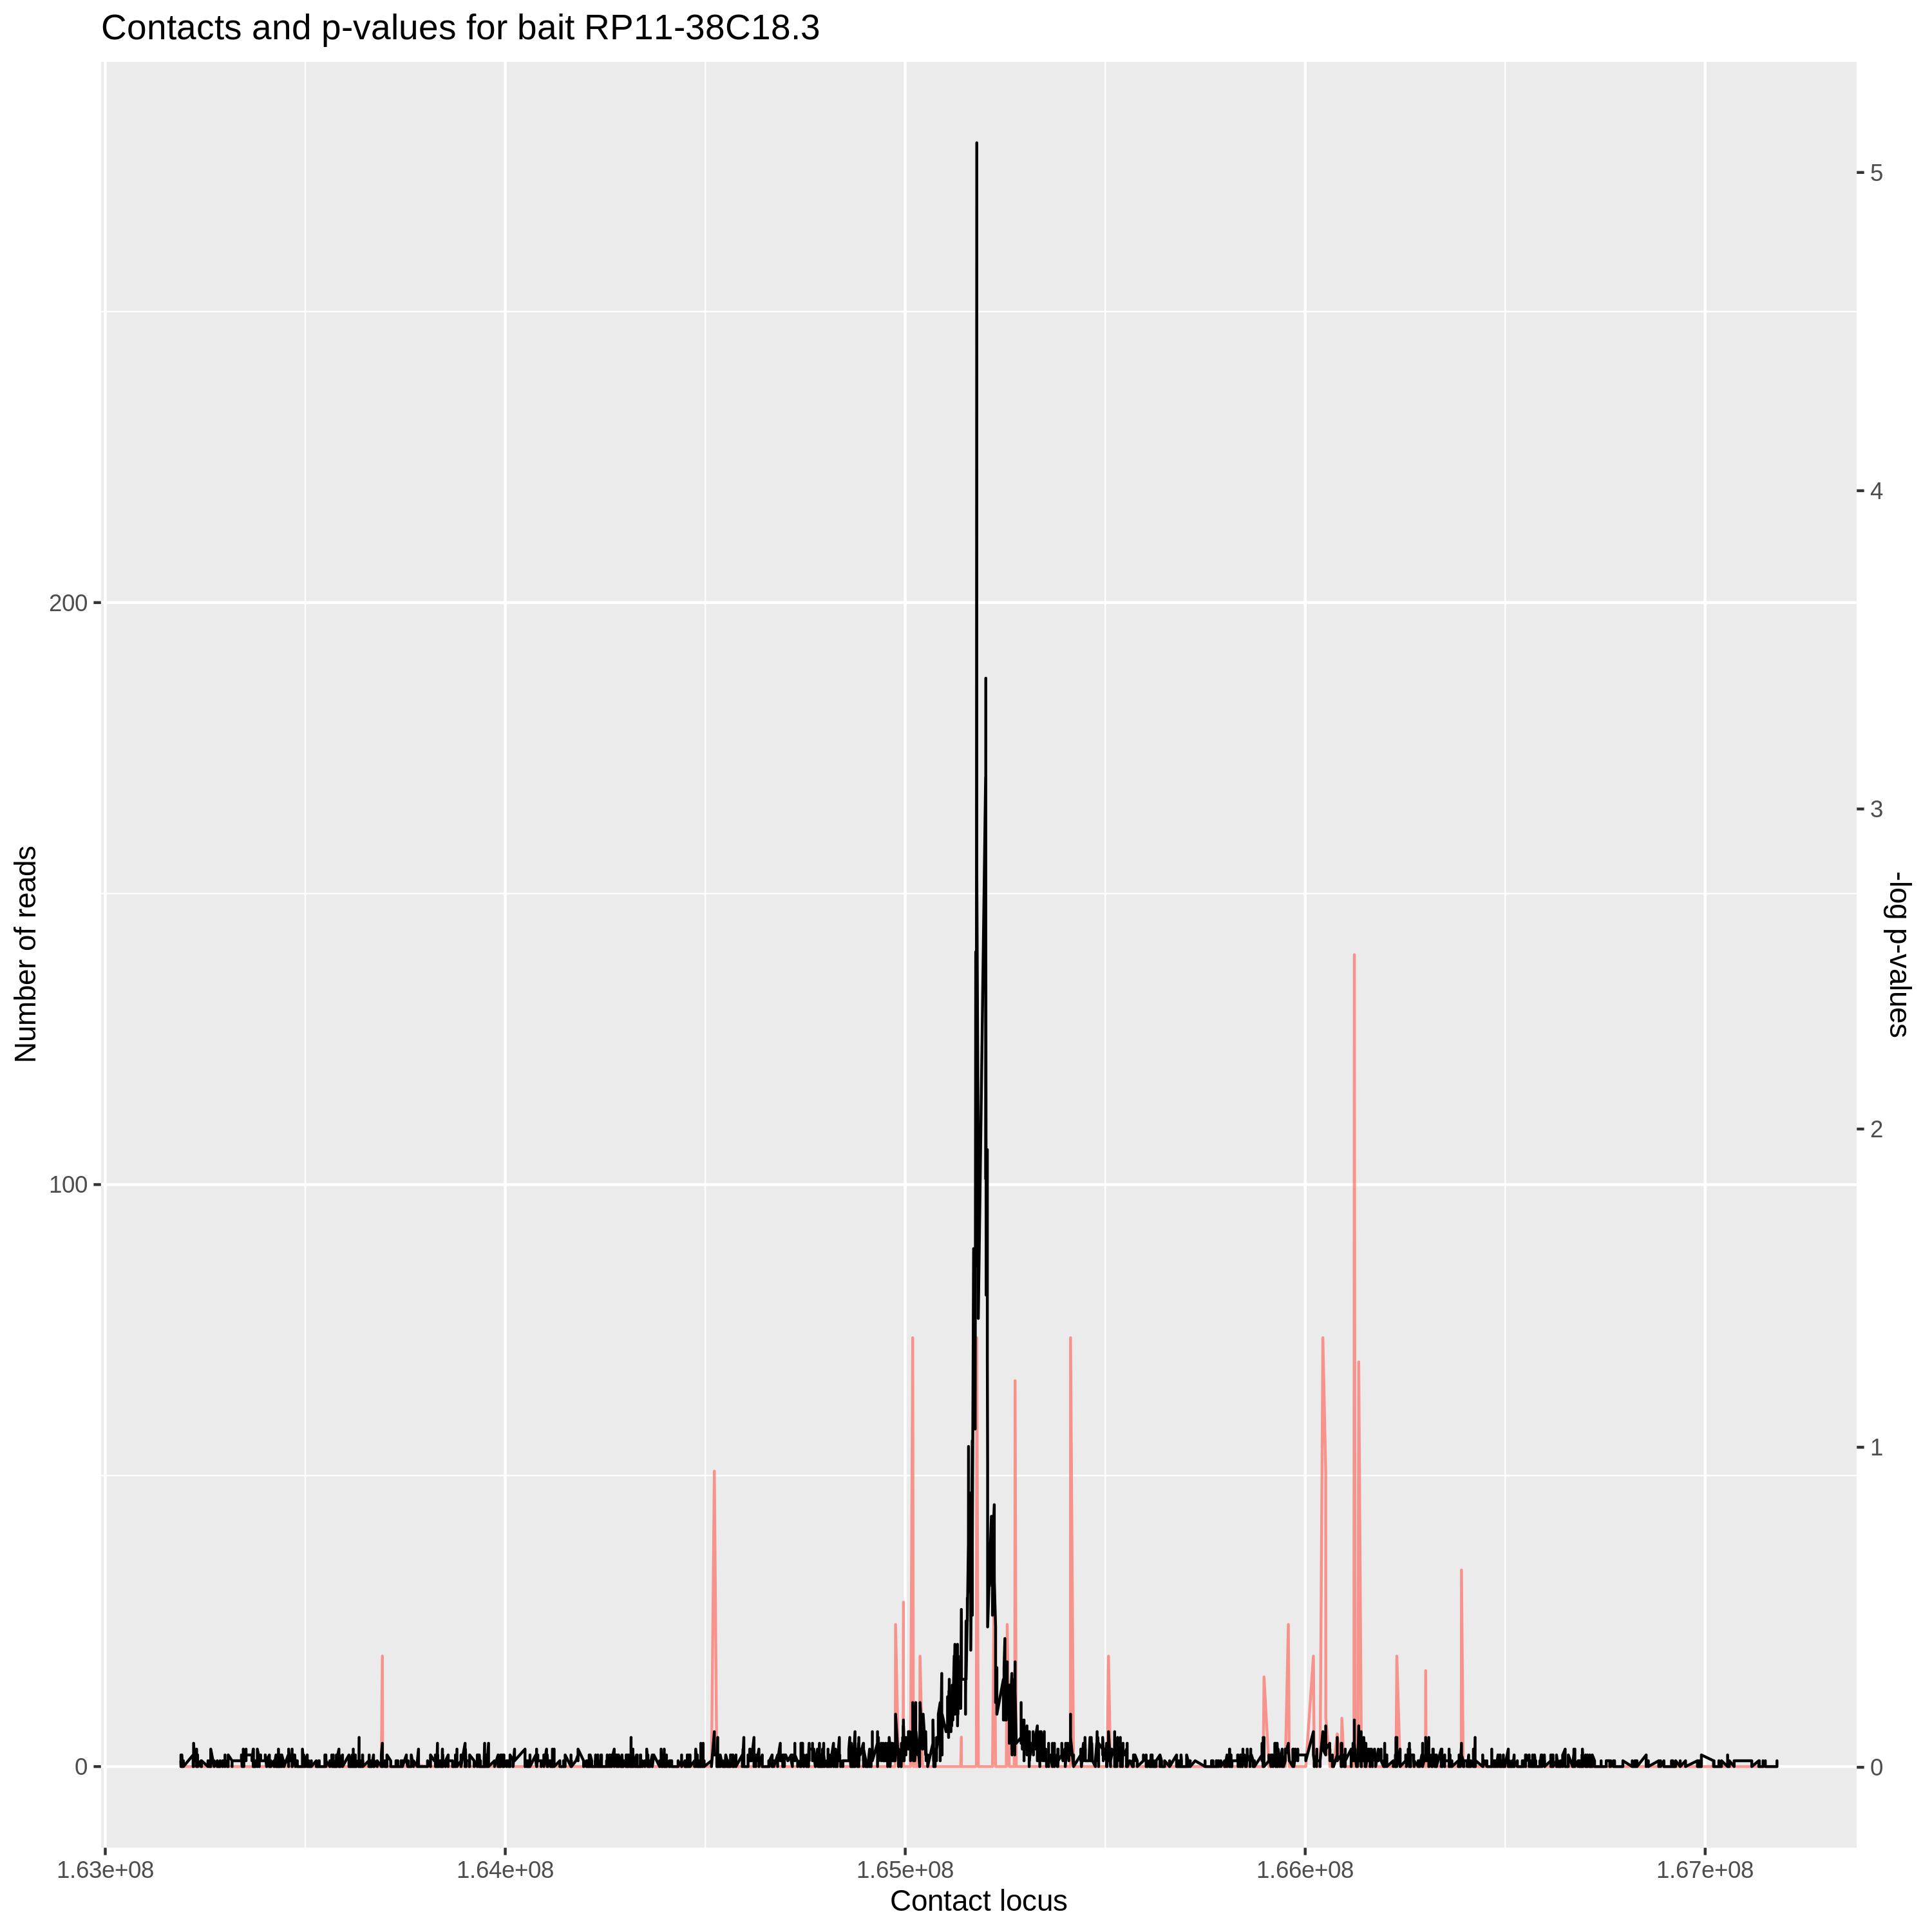 Contacts and p-values for bait RP11-38C18.3
Number of reads
200
100
0
5
4
3
2
1
0
-log p-values
1.63e+08 1.64e+08 1.65e+08 1.66e+08 1.67e+08
Contact locus